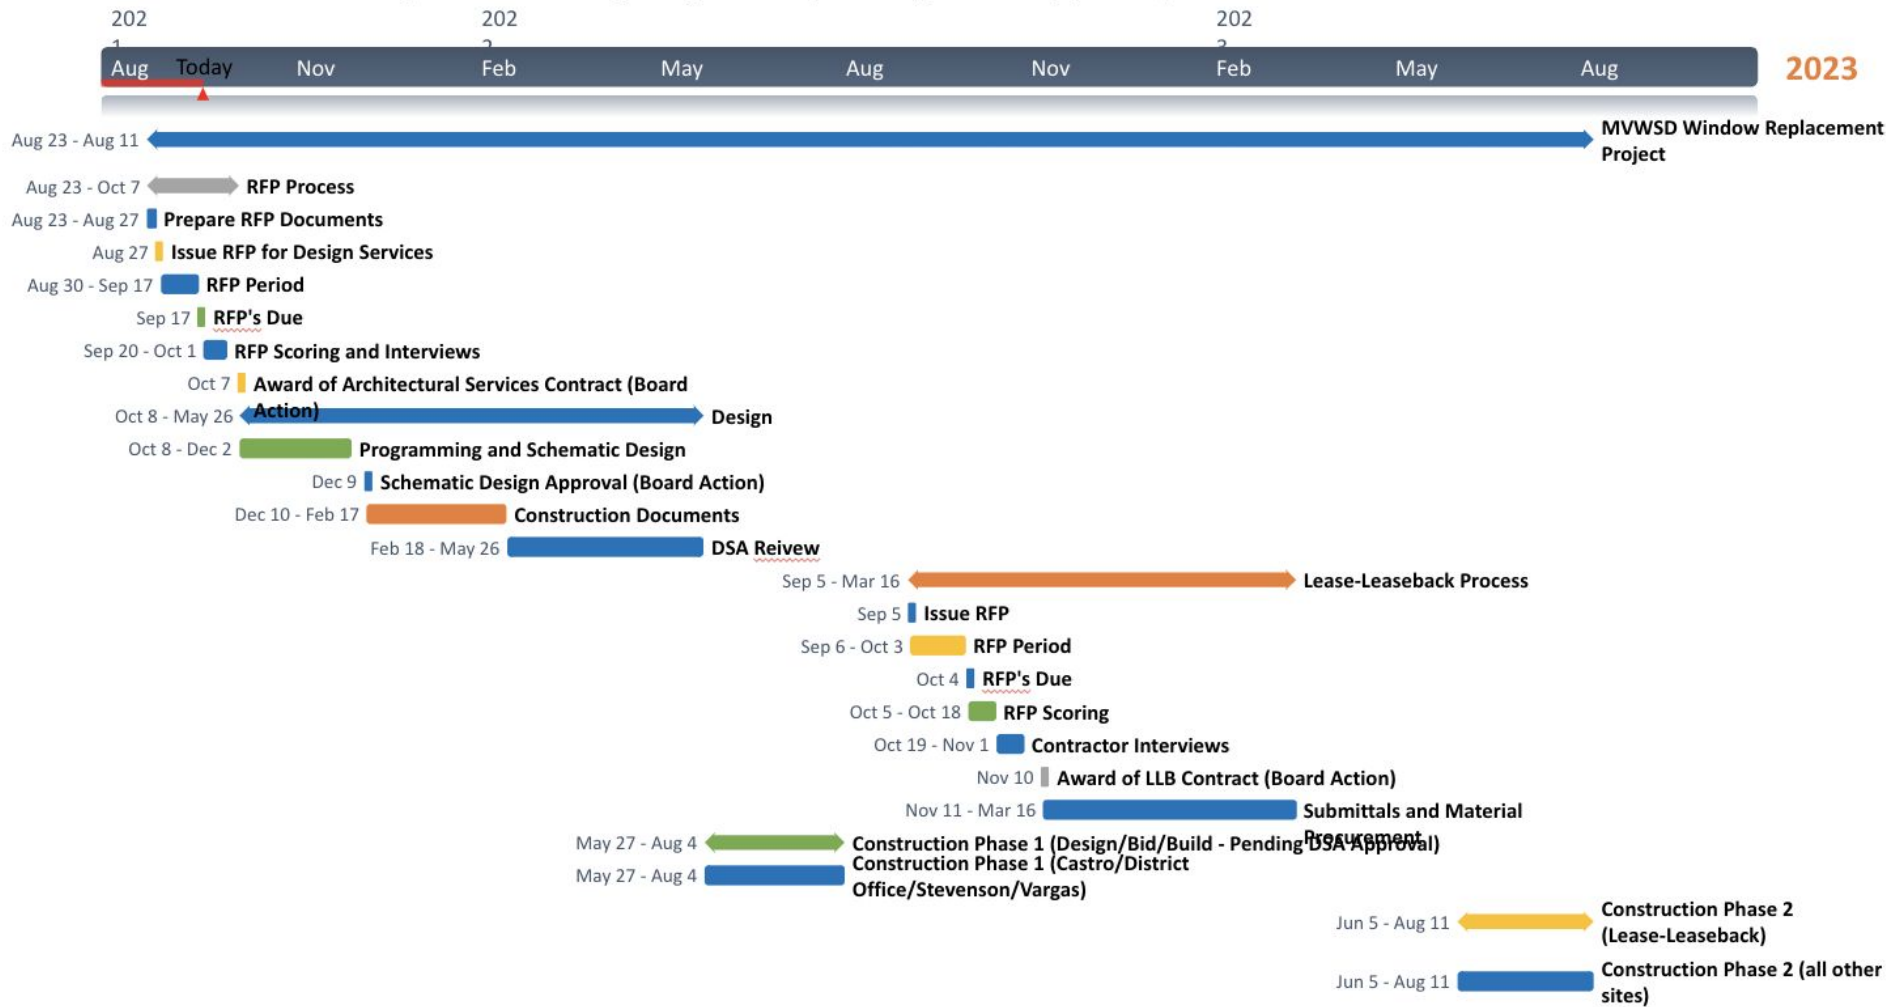 202
1
202
2
202
3
Aug Today Nov Feb May Aug Nov Feb May Aug 2023
Aug 23 - Aug 11 MVWSD Window Replacement
Project
Aug 23 - Oct 7 RFP Process
Aug 23 - Aug 27 Prepare RFP Documents
Aug 27 Issue RFP for Design Services
Aug 30 - Sep 17 RFP Period
Sep 17 RFP's Due
Sep 20 - Oct 1 RFP Scoring and Interviews
Oct 7 Award of Architectural Services Contract (Board
Action)
Oct 8 - May 26 Design
Oct 8 - Dec 2 Programming and Schematic Design
Dec 9 Schematic Design Approval (Board Action)
Dec 10 - Feb 17 Construction Documents
Feb 18 - May 26 DSA Reivew
Sep 5 - Mar 16 Lease-Leaseback Process
Sep 5 Issue RFP
Sep 6 - Oct 3 RFP Period
Oct 4 RFP's Due
Oct 5 - Oct 18 RFP Scoring
Oct 19 - Nov 1 Contractor Interviews
Nov 10 Award of LLB Contract (Board Action)
Nov 11 - Mar 16 Submittals and Material
Procurement
May 27 - Aug 4 Construction Phase 1 (Design/Bid/Build - Pending DSA Approval)
May 27 - Aug 4 Construction Phase 1 (Castro/District
Office/Stevenson/Vargas)
Jun 5 - Aug 11 Construction Phase 2
(Lease-Leaseback)
Jun 5 - Aug 11 Construction Phase 2 (all other
sites)